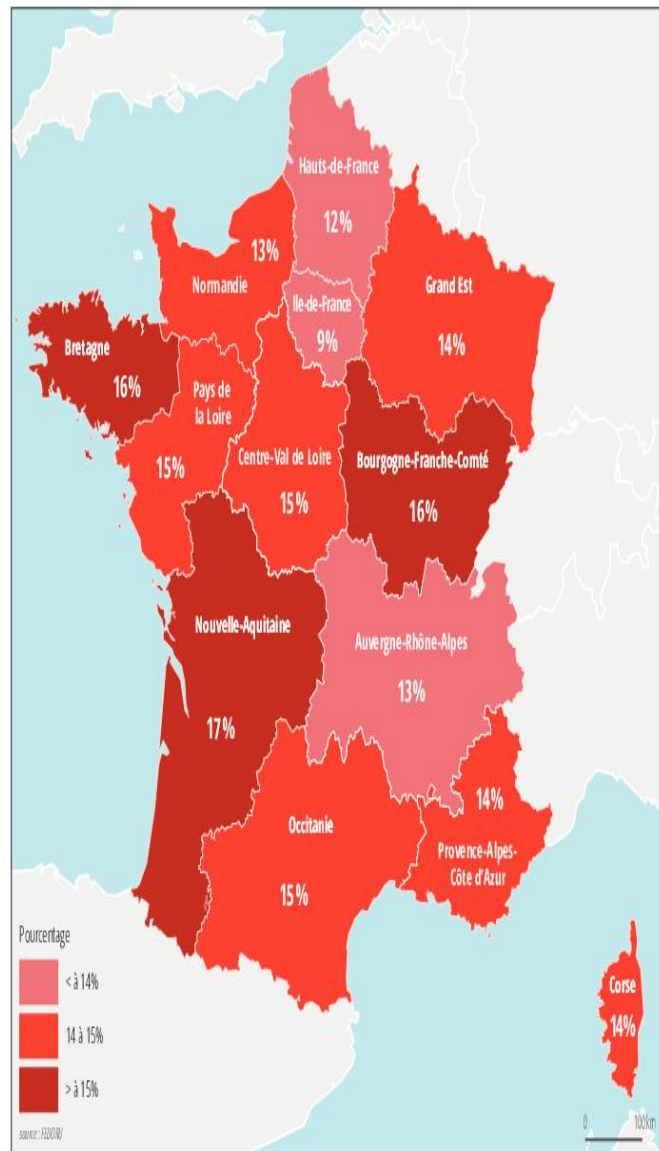 Hauts-de-France
12%
13%
Normandie
Ile-de-France
9%
Grand Est
14%
Bretagne
16%
Pays de
la Loire
15%
Centre-Val de Loire
15%
Bourgogne-Franche-Comté
16%
Nouvelle-Aquitaine
17%
Auvergne-Rhône-Alpes
13%
Occitanie
15%
14%
Provence-Alpes-
Côte d'Azur
Corse
14%
Pourcentage
< à 14%
14 à 15%
> à 15%
source : FEDORU
0 100km